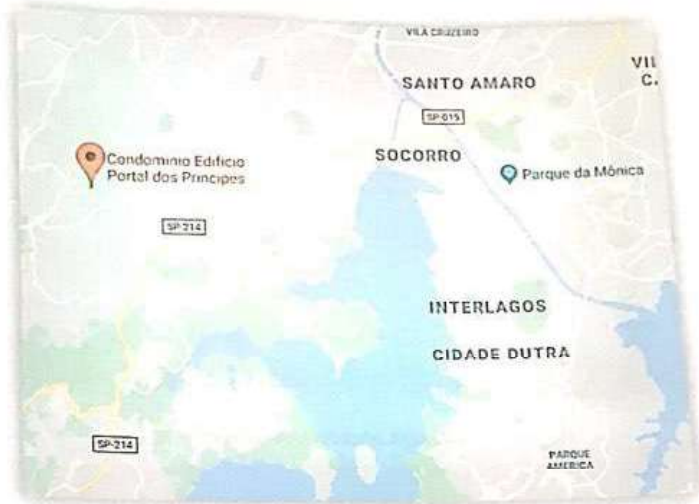 VILA CRUZEIRO
SANTO AMARO
SP-015
SOCORRO
Condominio Edificio
Portal dos Principes
Parque da Mônica
SP-214
INTERLAGOS
CIDADE DUTRA
SP-214
PARQUE
AMERICA